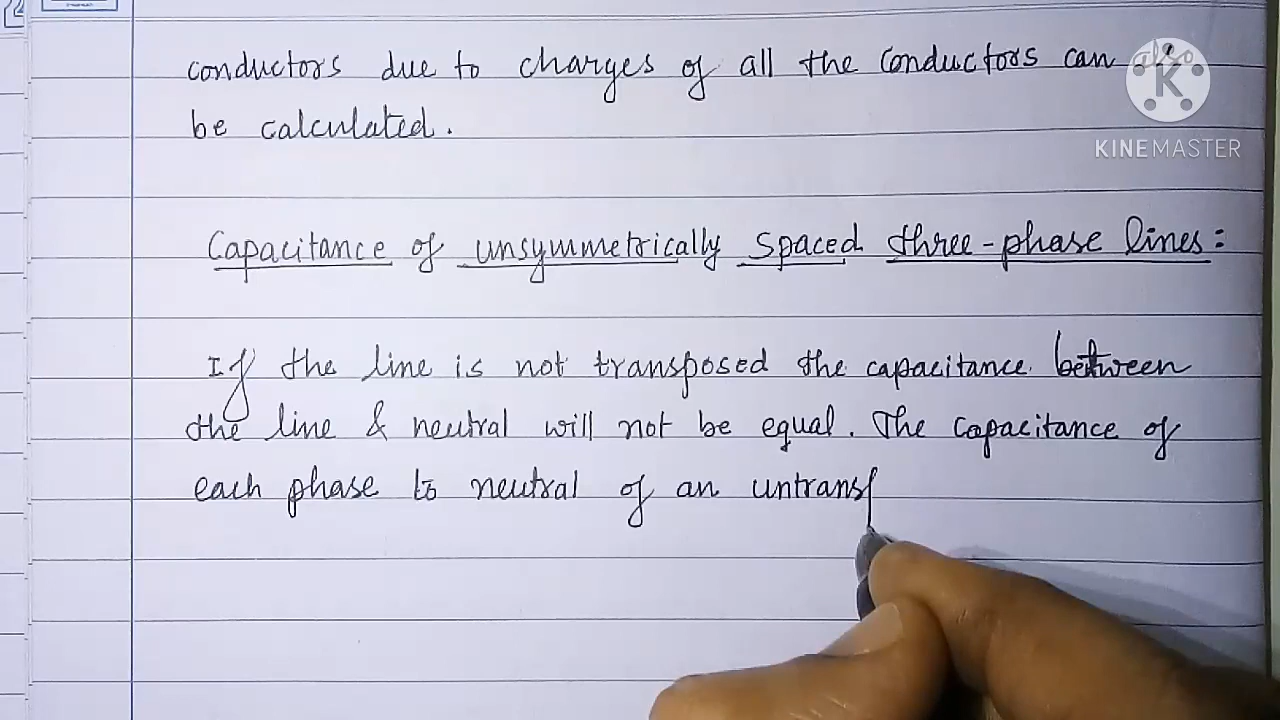 conductors due to charges of all the conductors can also
be calculated.
Capacitance of unsymmetrically spaced three-phase lines:
If the line is not transposed the capacitance between
the line & neutral will not be equal. The capacitance of
each phase to neutral of an untransp
K
KINEMASTER